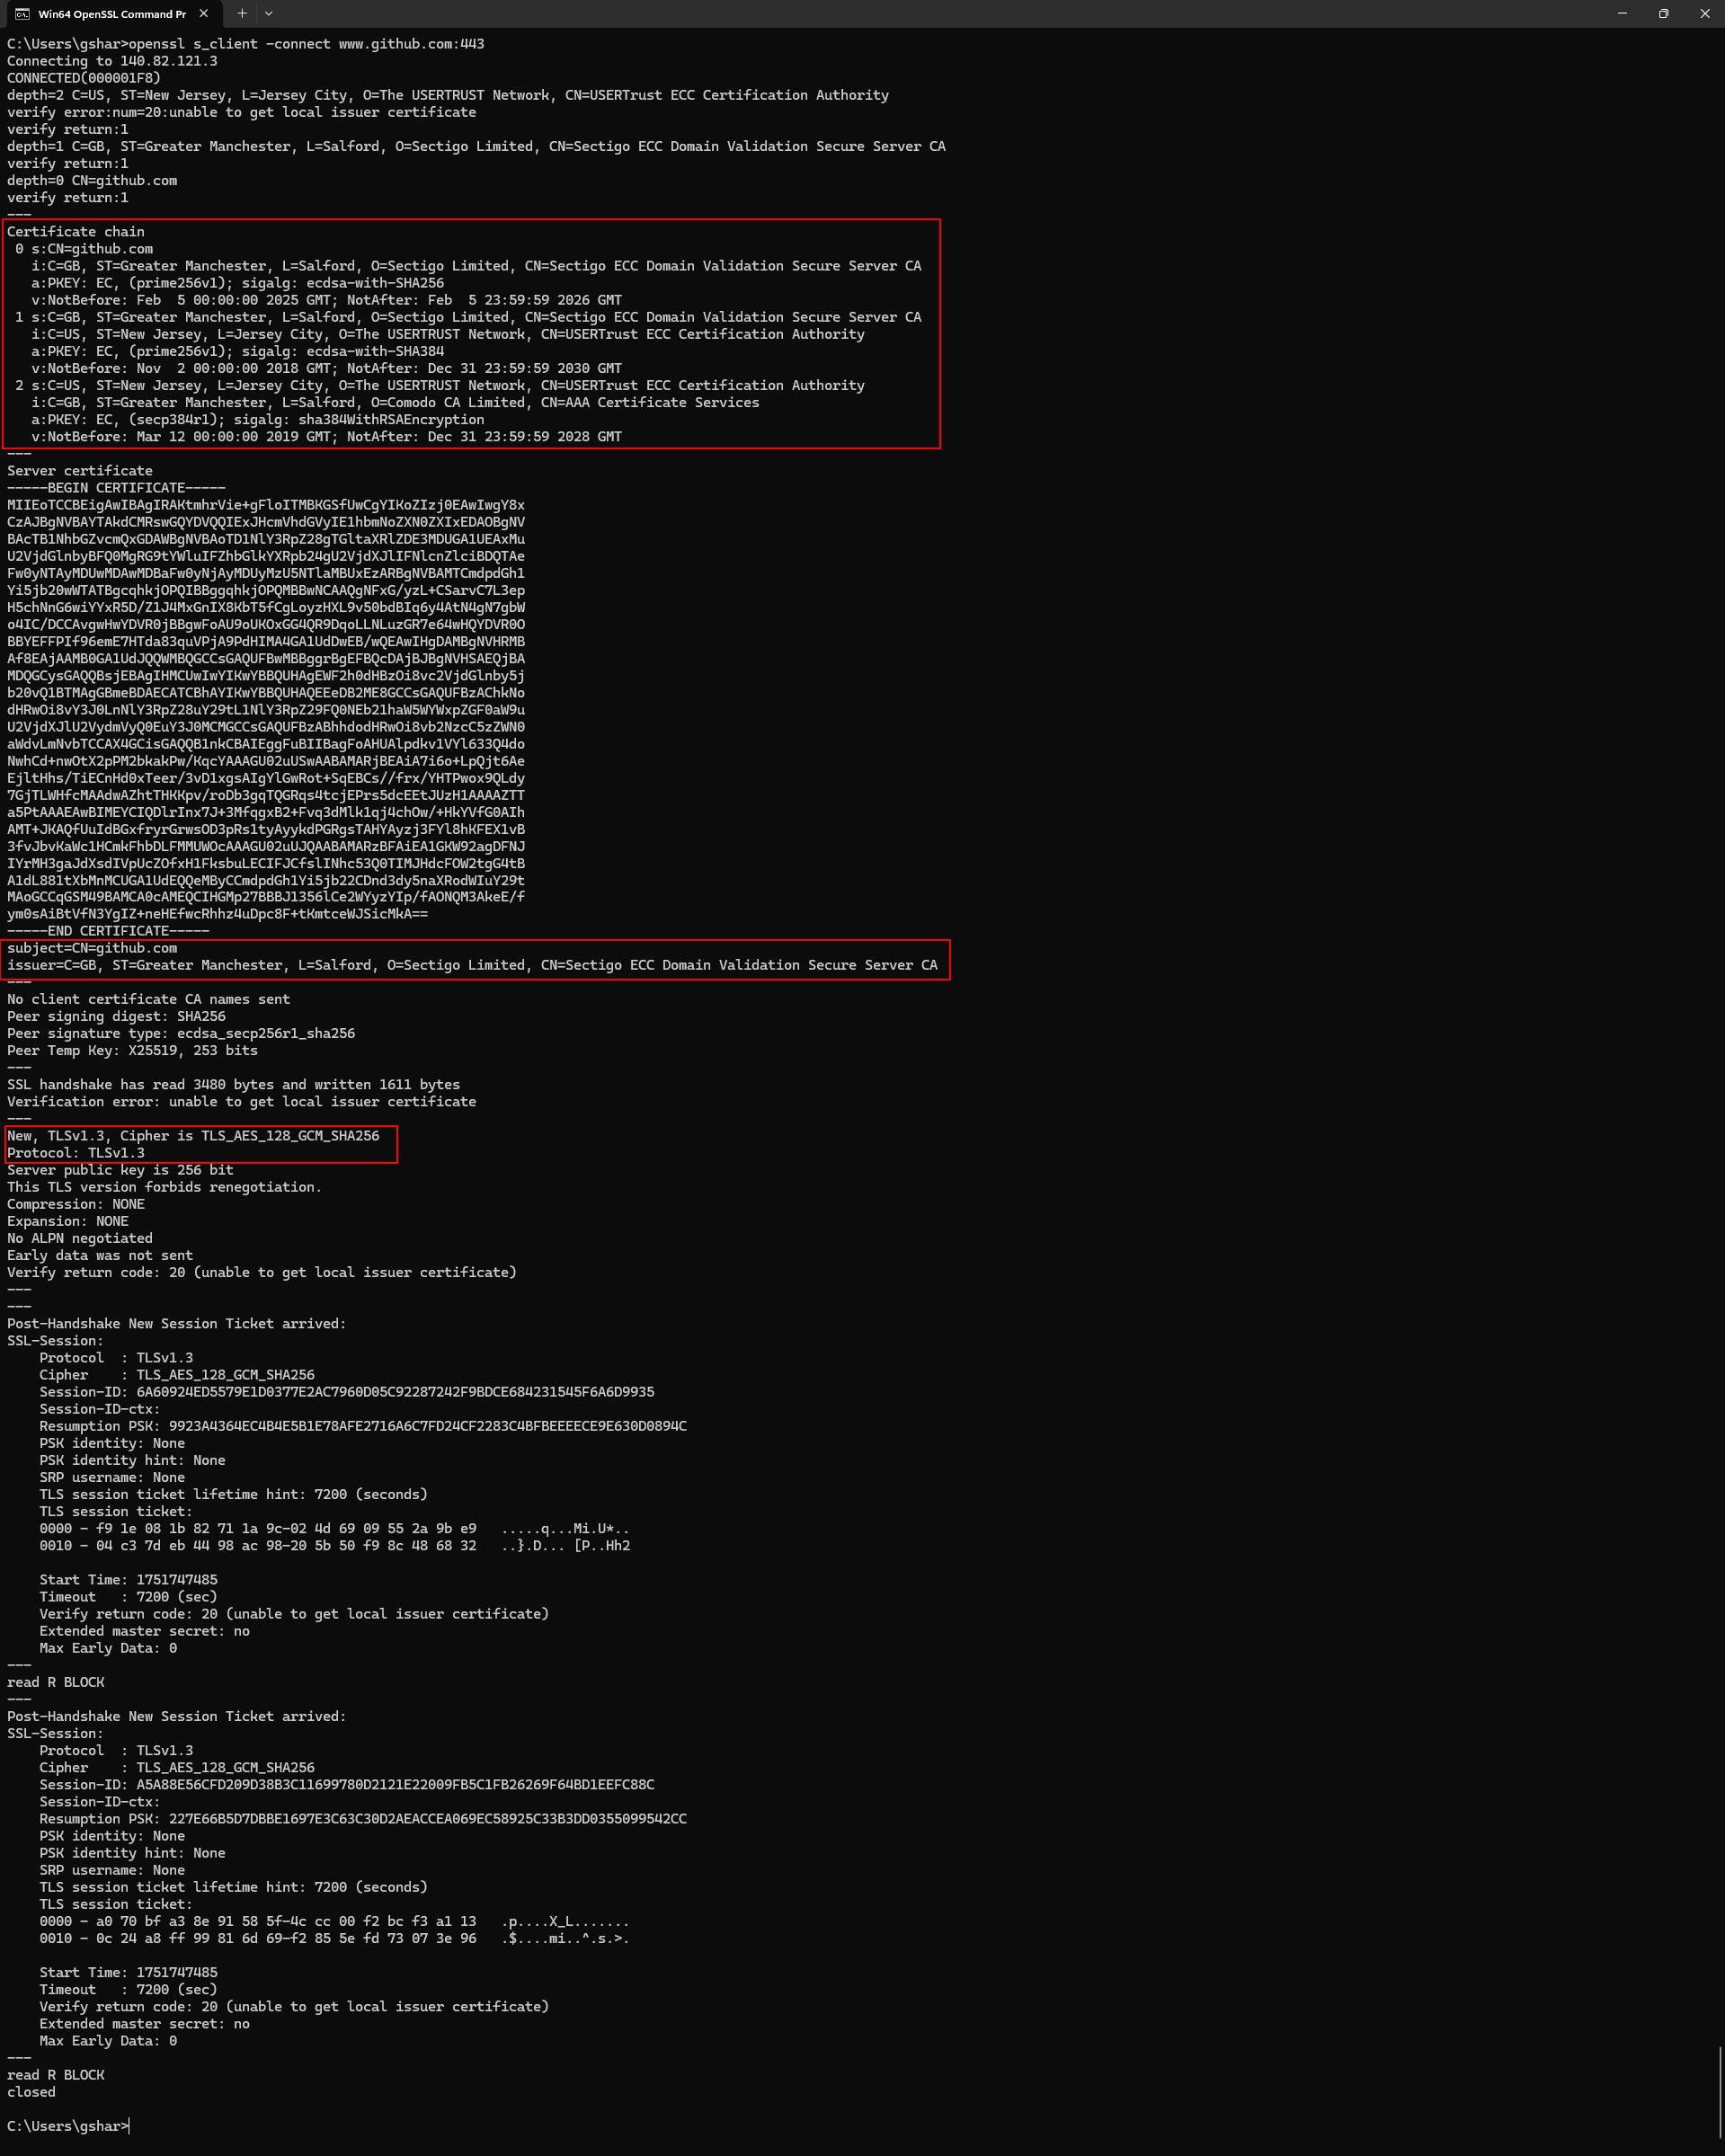 Win64 OpenSSL Command Pr
C:\Users\gshar>openssl s_client -connect www.github.com:443
Connecting to 140.82.121.3
CONNECTED(000001F8)
depth=2 C=US, ST=New Jersey, L=Jersey City, O=The USERTRUST Network, CN=USERTrust ECC Certification Authority
verify error:num=20:unable to get local issuer certificate
verify return:1
depth=1 C=GB, ST=Greater Manchester, L=Salford, O=Sectigo Limited, CN=Sectigo ECC Domain Validation Secure Server CA
verify return:1
depth=0 CN=github.com
verify return:1
---
Certificate chain
 0 s:CN=github.com
   i:C=GB, ST=Greater Manchester, L=Salford, O=Sectigo Limited, CN=Sectigo ECC Domain Validation Secure Server CA
   a:PKEY: EC, (prime256v1); sigalg: ecdsa-with-SHA256
   v:NotBefore: Feb  5 00:00:00 2025 GMT; NotAfter: Feb  5 23:59:59 2026 GMT
 1 s:C=GB, ST=Greater Manchester, L=Salford, O=Sectigo Limited, CN=Sectigo ECC Domain Validation Secure Server CA
   i:C=US, ST=New Jersey, L=Jersey City, O=The USERTRUST Network, CN=USERTrust ECC Certification Authority
   a:PKEY: EC, (prime256v1); sigalg: ecdsa-with-SHA384
   v:NotBefore: Nov  2 00:00:00 2018 GMT; NotAfter: Dec 31 23:59:59 2030 GMT
 2 s:C=US, ST=New Jersey, L=Jersey City, O=The USERTRUST Network, CN=USERTrust ECC Certification Authority
   i:C=GB, ST=Greater Manchester, L=Salford, O=Comodo CA Limited, CN=AAA Certificate Services
   a:PKEY: EC, (secp384r1); sigalg: sha384WithRSAEncryption
   v:NotBefore: Mar 12 00:00:00 2019 GMT; NotAfter: Dec 31 23:59:59 2028 GMT
---
Server certificate
-----BEGIN CERTIFICATE-----
MIIEoTCCBEigAwIBAgIRAKtmhrVie+gFloITMBKGSfUwCgYIKoZIzj0EAwIwgY8x
CzAJBgNVBAYTAkdCMRswGQYDVQQIExJHcmVhdGVyIE1hbmNoZXN0ZXIxEDAOBgNV
BAcTB1NhbGZvcmQxGDAWBgNVBAoTD1NlY3RpZ28gTGltaXRlZDE3MDUGA1UEAxMu
U2VjdGlnbyBFQ0MgRG9tYWluIFZhbGlkYXRpb24gU2VjdXJlIFNlcnZlciBDQTAe
Fw0yNTAyMDUwMDAwMDBaFw0yNjAyMDUyMzU5NTlaMBUxEzARBgNVBAMTCmdpdGh1
Yi5jb20wWTATBgcqhkjOPQIBBggqhkjOPQMBBwNCAAQgNFxG/yzL+CSarvC7L3ep
H5chNnG6wiYYxR5D/Z1J4MxGnIX8KbT5fCgLoyzHXL9v50bdBIq6y4AtN4gN7gbW
o4IC/DCCAvgwHwYDVR0jBBgwFoAU9oUKOxGG4QR9DqoLLNLuzGR7e64wHQYDVR0O
BBYEFFPIf96emE7HTda83quVPjA9PdHIMA4GA1UdDwEB/wQEAwIHgDAMBgNVHRMB
Af8EAjAAMB0GA1UdJQQWMBQGCCsGAQUFBwMBBggrBgEFBQcDAjBJBgNVHSAEQjBA
MDQGCysGAQQBsjEBAgIHMCUwIwYIKwYBBQUHAgEWF2h0dHBzOi8vc2VjdGlnby5j
b20vQ1BTMAgGBmeBDAECATCBhAYIKwYBBQUHAQEEeDB2ME8GCCsGAQUFBzAChkNo
dHRwOi8vY3J0LnNlY3RpZ28uY29tL1NlY3RpZ29FQ0NEb21haW5WYWxpZGF0aW9u
U2VjdXJlU2VydmVyQ0EuY3J0MCMGCCsGAQUFBzABhhdodHRwOi8vb2NzcC5zZWN0
aWdvLmNvbTCCAX4GCisGAQQB1nkCBAIEggFuBIIBagFoAHUAlpdkv1VYl633Q4do
NwhCd+nwOtX2pPM2bkakPw/KqcYAAAGU02uUSwAABAMARjBEAiA7i6o+LpQjt6Ae
EjltHhs/TiECnHd0xTeer/3vD1xgsAIgYlGwRot+SqEBCs//frx/YHTPwox9QLdy
7GjTLWHfcMAAdwAZhtTHKKpv/roDb3gqTQGRqs4tcjEPrs5dcEEtJUzH1AAAAZTT
a5PtAAAEAwBIMEYCIQDlrInx7J+3MfqgxB2+Fvq3dMlk1qj4chOw/+HkYVfG0AIh
AMT+JKAQfUuIdBGxfryrGrwsOD3pRs1tyAyykdPGRgsTAHYAyzj3FYl8hKFEX1vB
3fvJbvKaWc1HCmkFhbDLFMMUWOcAAAGU02uUJQAABAMARzBFAiEA1GKW92agDFNJ
IYrMH3gaJdXsdIVpUcZOfxH1FksbuLECIFJCfslINhc53Q0TIMJHdcFOW2tgG4tB
A1dL881tXbMnMCUGA1UdEQQeMByCCmdpdGh1Yi5jb22CDnd3dy5naXRodWIuY29t
MAoGCCqGSM49BAMCA0cAMEQCIHGMp27BBBJ1356lCe2WYyzYIp/fAONQM3AkeE/f
ym0sAiBtVfN3YgIZ+neHEfwcRhhz4uDpc8F+tKmtceWJSicMkA==
-----END CERTIFICATE-----
subject=CN=github.com
issuer=C=GB, ST=Greater Manchester, L=Salford, O=Sectigo Limited, CN=Sectigo ECC Domain Validation Secure Server CA
---
No client certificate CA names sent
Peer signing digest: SHA256
Peer signature type: ecdsa_secp256r1_sha256
Peer Temp Key: X25519, 253 bits
---
SSL handshake has read 3480 bytes and written 1611 bytes
Verification error: unable to get local issuer certificate
---
New, TLSv1.3, Cipher is TLS_AES_128_GCM_SHA256
Protocol: TLSv1.3
Server public key is 256 bit
This TLS version forbids renegotiation.
Compression: NONE
Expansion: NONE
No ALPN negotiated
Early data was not sent
Verify return code: 20 (unable to get local issuer certificate)
---
---
Post-Handshake New Session Ticket arrived:
SSL-Session:
    Protocol  : TLSv1.3
    Cipher    : TLS_AES_128_GCM_SHA256
    Session-ID: 6A60924ED5579E1D0377E2AC7960D05C92287242F9BDCE684231545F6A6D9935
    Session-ID-ctx:
    Resumption PSK: 9923A4364EC4B4E5B1E78AFE2716A6C7FD24CF2283C4BFBEEEECE9E630D0894C
    PSK identity: None
    PSK identity hint: None
    SRP username: None
    TLS session ticket lifetime hint: 7200 (seconds)
    TLS session ticket:
    0000 - f9 1e 08 1b 82 71 1a 9c-02 4d 69 09 55 2a 9b e9   .....q...Mi.U*..
    0010 - 04 c3 7d eb 44 98 ac 98-20 5b 50 f9 8c 48 68 32   ..}.D... [P..Hh2
    Start Time: 1751747485
    Timeout   : 7200 (sec)
    Verify return code: 20 (unable to get local issuer certificate)
    Extended master secret: no
    Max Early Data: 0
---
read R BLOCK
---
Post-Handshake New Session Ticket arrived:
SSL-Session:
    Protocol  : TLSv1.3
    Cipher    : TLS_AES_128_GCM_SHA256
    Session-ID: A5A88E56CFD209D38B3C11699780D2121E22009FB5C1FB26269F64BD1EEFC88C
    Session-ID-ctx:
    Resumption PSK: 227E66B5D7DBBE1697E3C63C30D2AEACCEA069EC58925C33B3DD0355099542CC
    PSK identity: None
    PSK identity hint: None
    SRP username: None
    TLS session ticket lifetime hint: 7200 (seconds)
    TLS session ticket:
    0000 - a0 70 bf a3 8e 91 58 5f-4c cc 00 f2 bc f3 a1 13   .p....X_L.......
    0010 - 0c 24 a8 ff 99 81 6d 69-f2 85 5e fd 73 07 3e 96   .$....mi..^.s.>.
    Start Time: 1751747485
    Timeout   : 7200 (sec)
    Verify return code: 20 (unable to get local issuer certificate)
    Extended master secret: no
    Max Early Data: 0
---
read R BLOCK
closed
C:\Users\gshar>